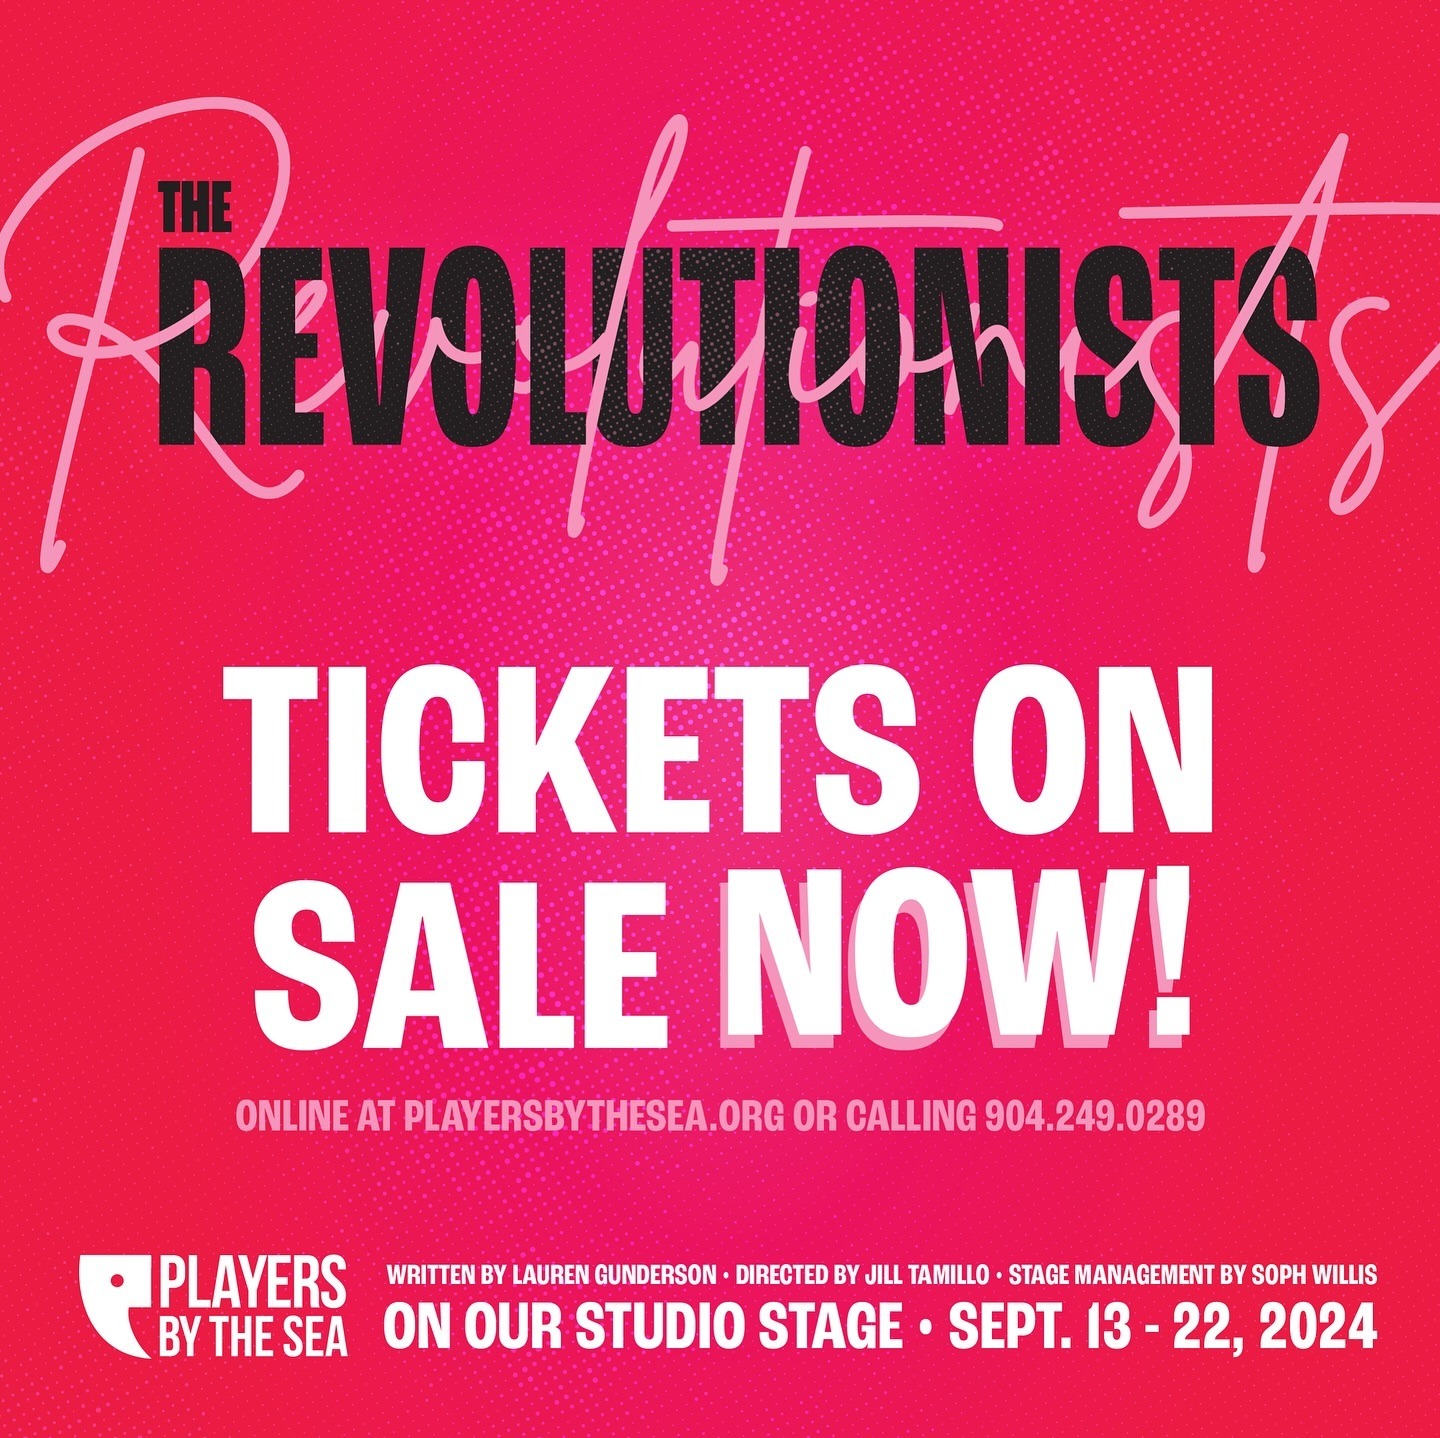 THE
REVOLUTIONISTS
Revolutionists
TICKETS ON
SALE NOW!
ONLINE AT PLAYERSBYTHESEA.ORG OR CALLING 904.249.0289
PLAYERS
BY THE SEA
WRITTEN BY LAUREN GUNDERSON • DIRECTED BY JILL TAMILLO • STAGE MANAGEMENT BY SOPH WILLIS
ON OUR STUDIO STAGE • SEPT. 13 - 22, 2024